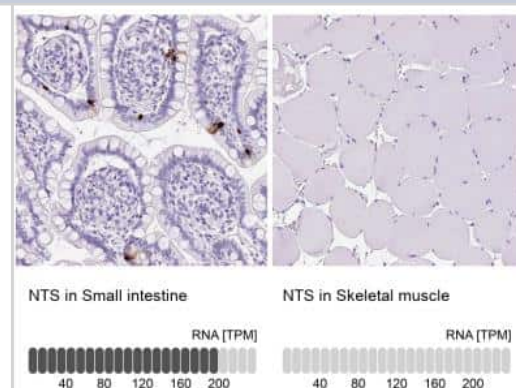 NTS in Small intestine
RNA [TPM]
40 80 120 160 200
NTS in Skeletal muscle
RNA [TPM]
40 80 120 160 200